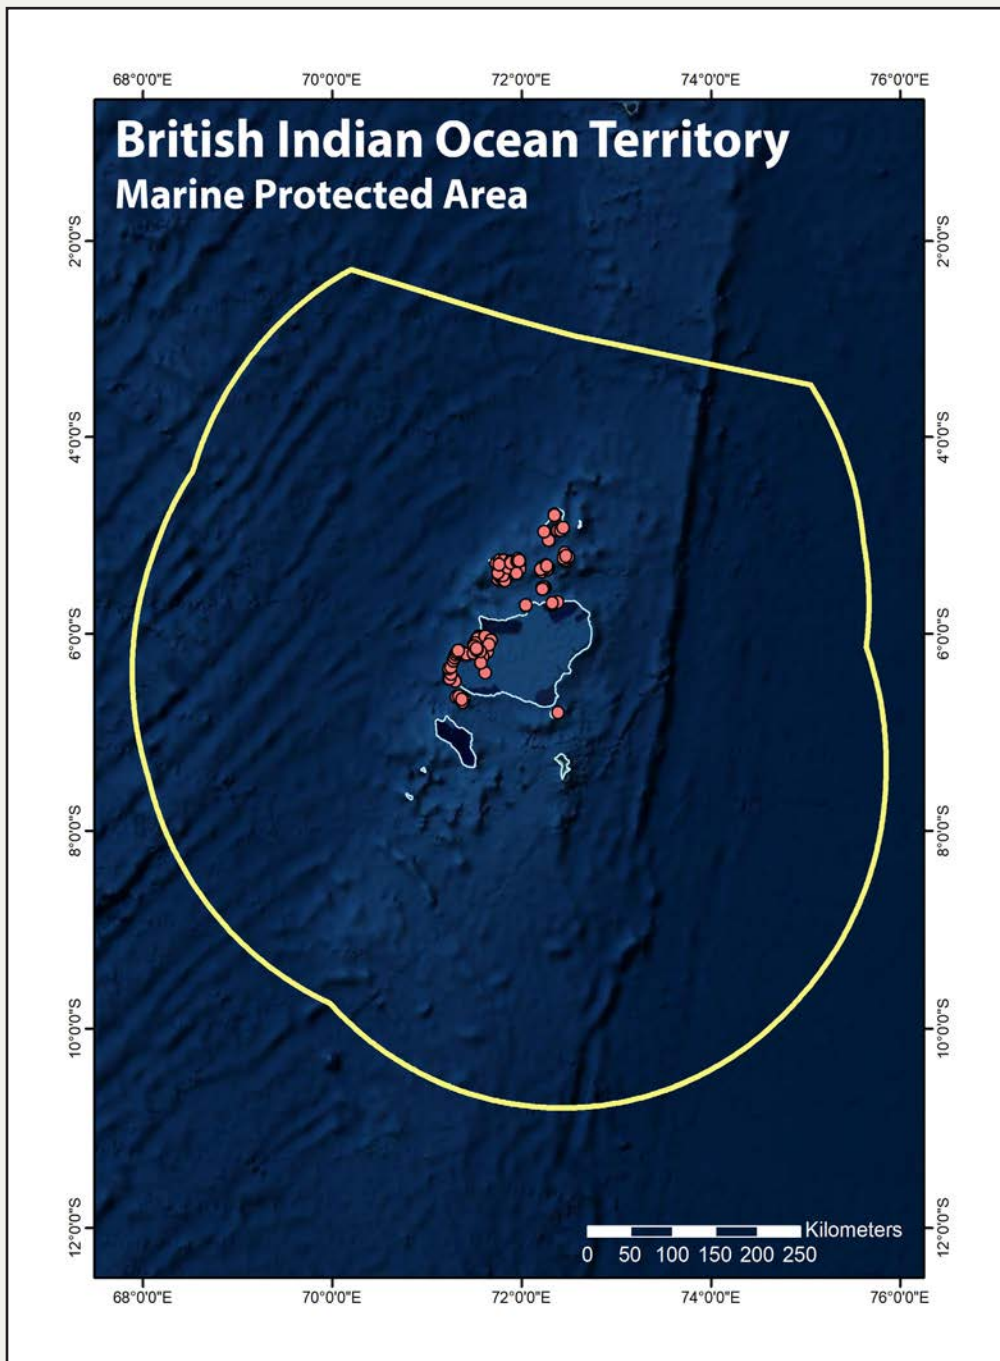 68°0'0"E 70°0'0"E 72°0'0"E 74°0'0"E 76°0'0"E
British Indian Ocean Territory
Marine Protected Area
2°0'0"S 2°0'0"S
4°0'0"S 4°0'0"S
6°0'0"S 6°0'0"S
8°0'0"S 8°0'0"S
10°0'0"S 10°0'0"S
12°0'0"S 12°0'0"S
Kilometers
0 50 100 150 200 250
68°0'0"E 70°0'0"E 72°0'0"E 74°0'0"E 76°0'0"E